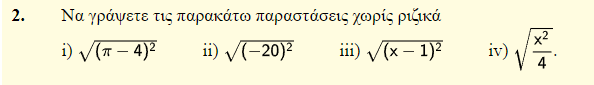 2. Να γράψετε τις παρακάτω παραστάσεις χωρίς ριζικά
i) √(π – 4)² ii) √(–20)² iii) √(x – 1)² iv) √x²/4.